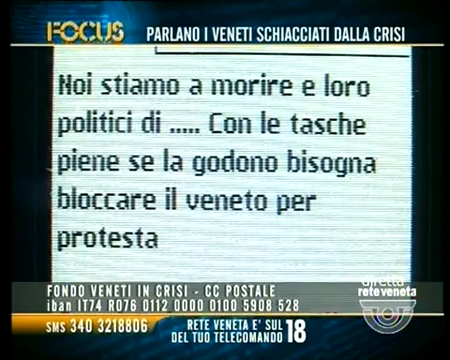 FOCUS
PARLANO I VENETI SCHIACCIATI DALLA CRISI
Noi stiamo a morire e loro
politici di ..... Con le tasche
piene se la godono bisogna
bloccare il veneto per
protesta
FONDO VENETI IN CRISI - CC POSTALE
iban IT74 R076 0112 0000 0100 5908 528
diretta
reteveneta
SMS 340 3218806
RETE VENETA E' SUL
DEL TUO TELECOMANDO 18